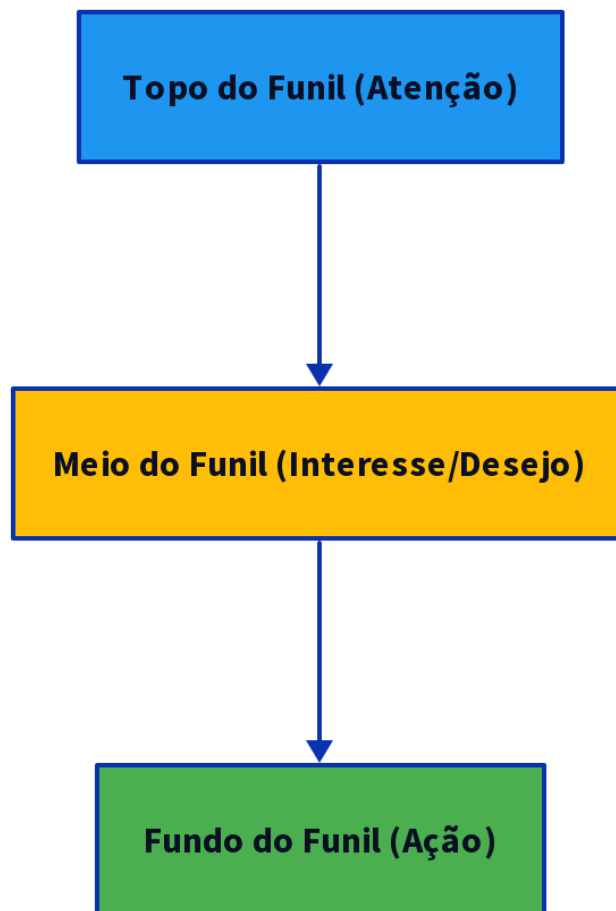 Topo do Funil (Atenção)
Meio do Funil (Interesse/Desejo)
Fundo do Funil (Ação)